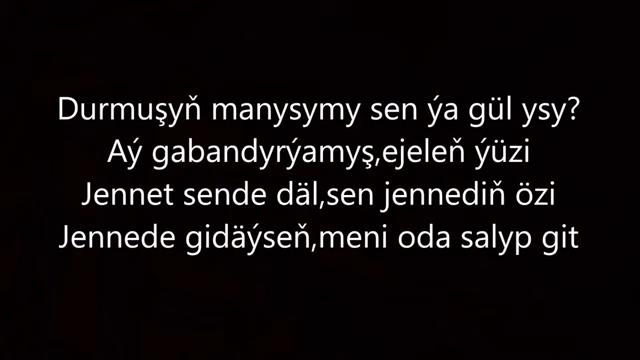 Durmuşyň manysymy sen ýa gül ysy?
Aý gabandyrýamyş,ejeleň ýüzi
Jennet sende däl,sen jennediň özi
Jennede gidäýseň,meni oda salyp git